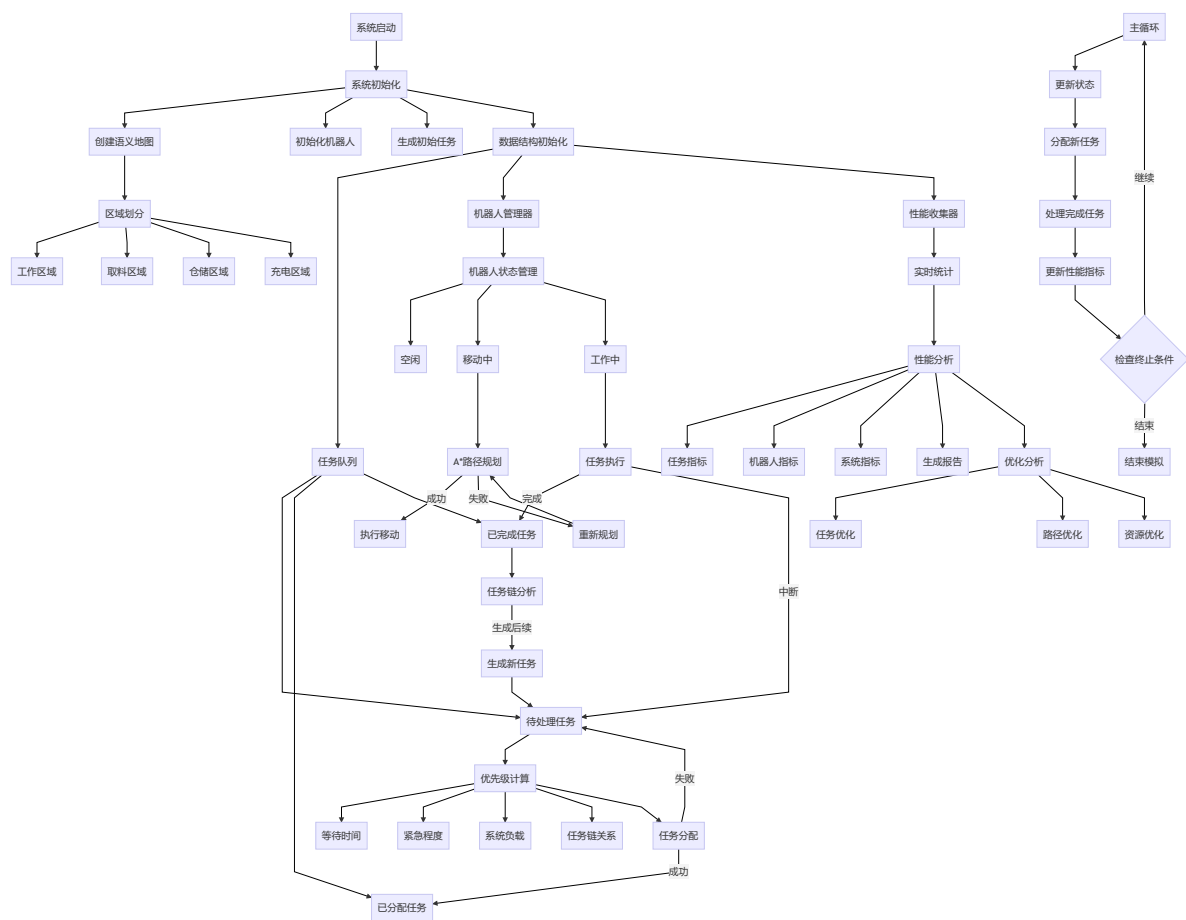 系统启动
主循环
系统初始化
更新状态
创建语义地图
初始化机器人
生成初始任务
数据结构初始化
分配新任务
继续
区域划分
机器人管理器
性能收集器
处理完成任务
工作区域
取料区域
仓储区域
充电区域
机器人状态管理
实时统计
更新性能指标
空闲
移动中
工作中
性能分析
检查终止条件
结束
任务队列
A*路径规划
任务执行
任务指标
机器人指标
系统指标
生成报告
优化分析
结束模拟
成功
失败
完成
执行移动
已完成任务
重新规划
任务优化
路径优化
资源优化
任务链分析
中断
生成后续
生成新任务
待处理任务
优先级计算
失败
等待时间
紧急程度
系统负载
任务链关系
任务分配
成功
已分配任务